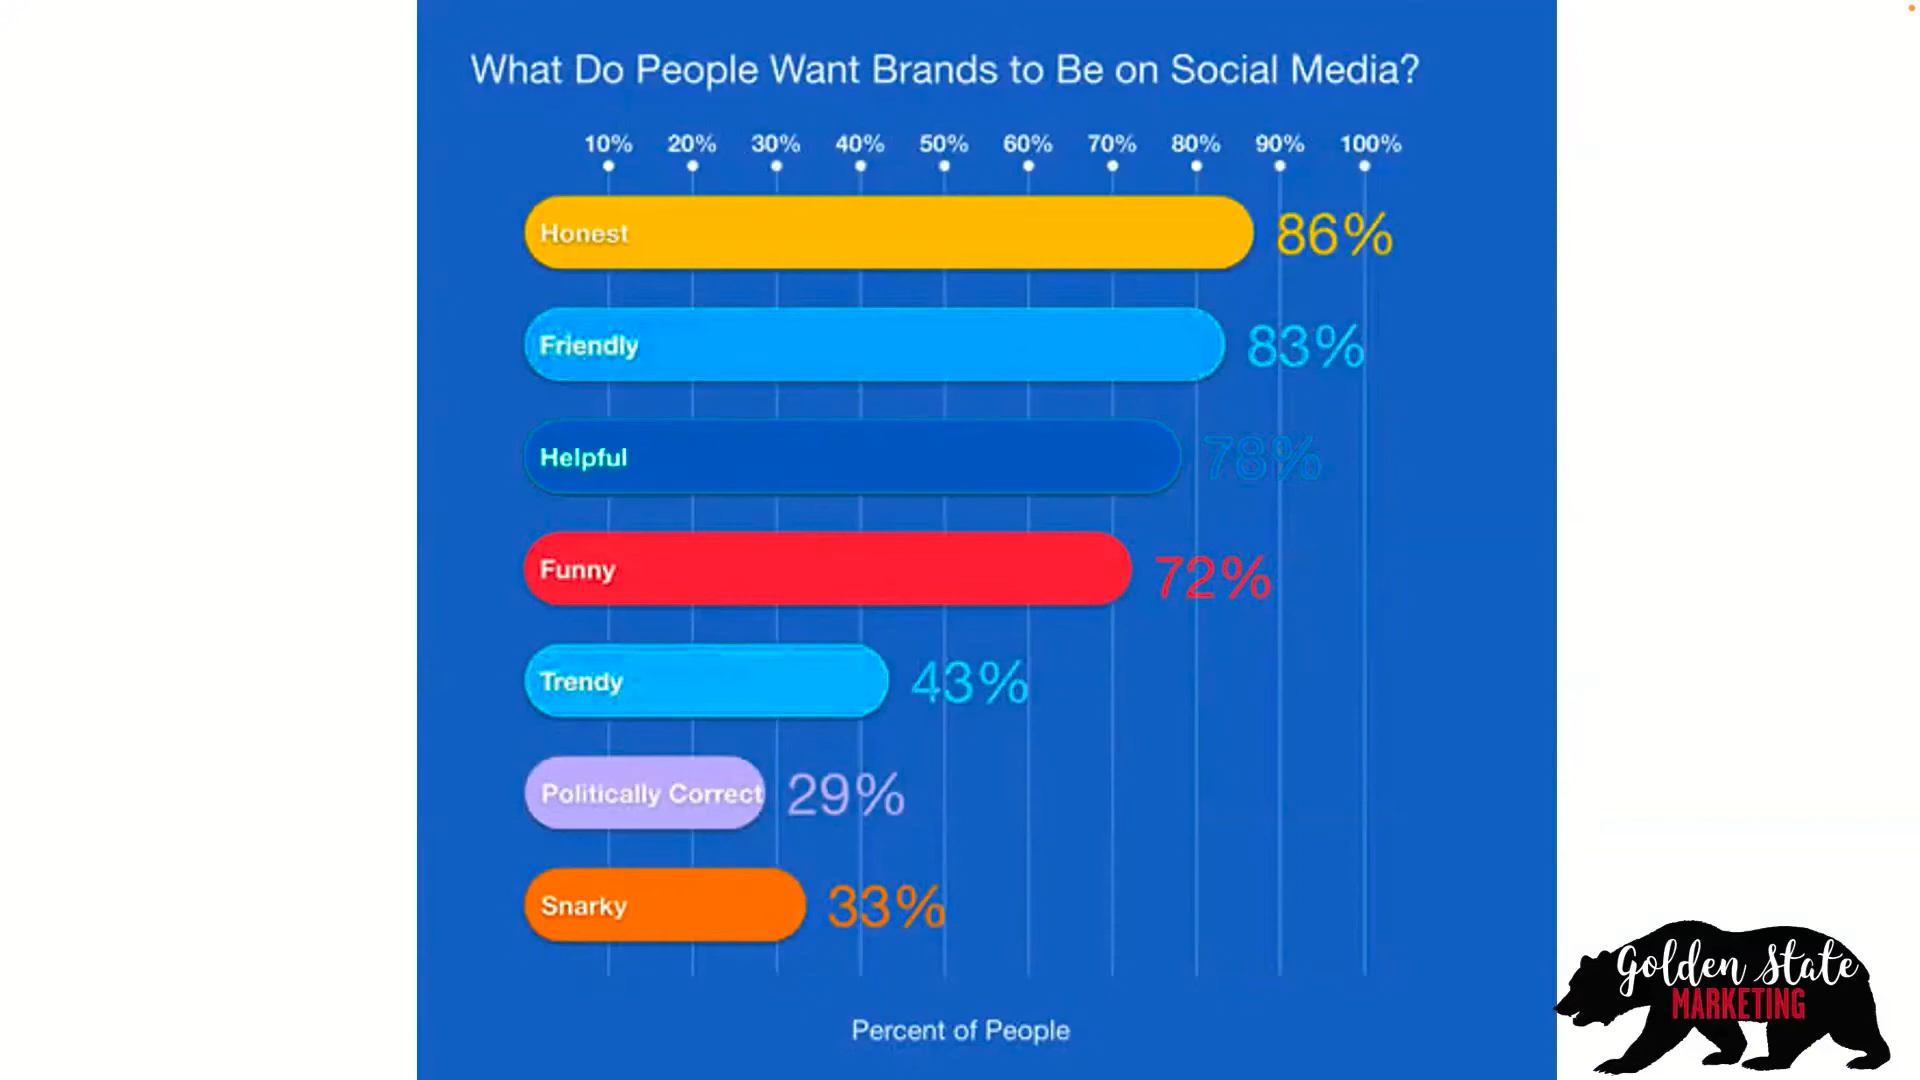 What Do People Want Brands to Be on Social Media?
10% 20% 30% 40% 50% 60% 70% 80% 90% 100%
Honest 86%
Friendly 83%
Helpful 78%
Funny 72%
Trendy 43%
Politically Correct 29%
Snarky 33%
Percent of People
Golden State
MARKETING